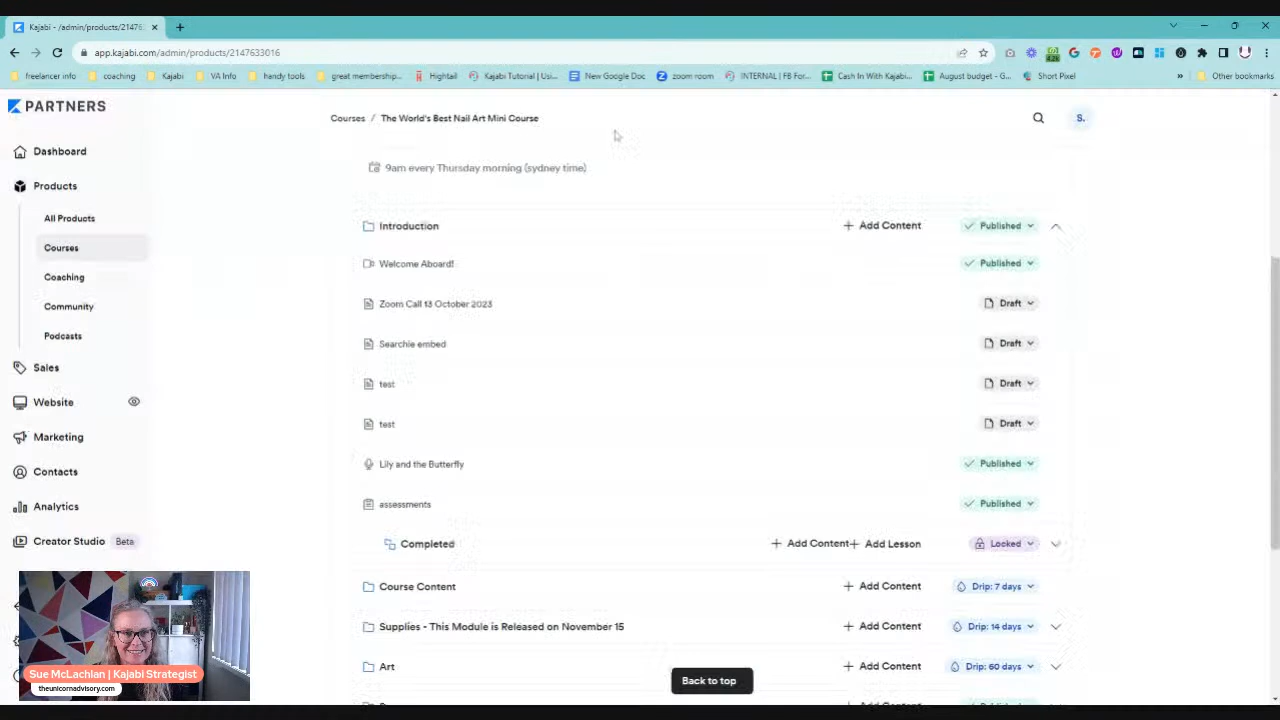 Kajabi - /admin/products/21476
app.kajabi.com/admin/products/2147633016
freelancer info
coaching
Kajabi
VA Info
handy tools
great membership...
Hightail
Kajabi Tutorial | Usi...
New Google Doc
zoom room
INTERNAL | FB For...
Cash In With Kajabi...
August budget - G...
Short Pixel
»
Other bookmarks
PARTNERS
Courses / The World's Best Nail Art Mini Course
S.
Dashboard
Products
All Products
Courses
Coaching
Community
Podcasts
Sales
Website
Marketing
Contacts
Analytics
Creator Studio Beta
9am every Thursday morning (sydney time)
Introduction + Add Content Published
Welcome Aboard! Published
Zoom Call 13 October 2023 Draft
Searchie embed Draft
test Draft
test Draft
Lily and the Butterfly Published
assessments Published
Completed + Add Content + Add Lesson Locked
Course Content + Add Content Drip: 7 days
Supplies - This Module is Released on November 15 + Add Content Drip: 14 days
Art + Add Content Drip: 60 days
Back to top
Sue McLachlan | Kajabi Strategist
theunicornadvisory.com